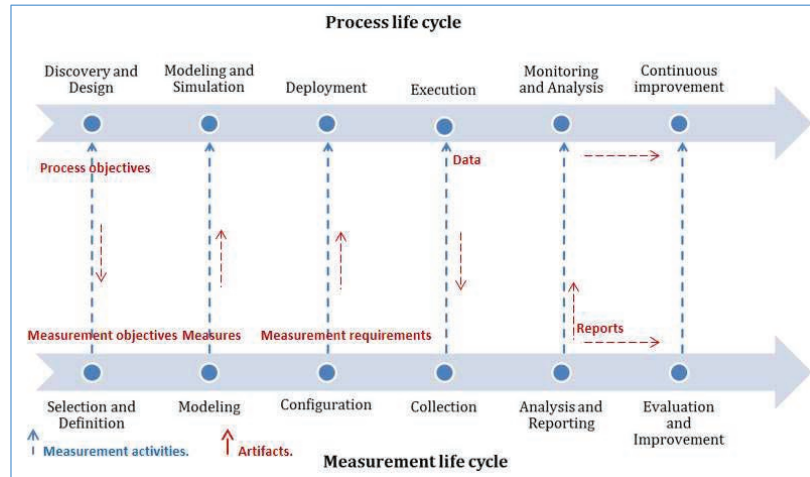 Process life cycle
Discovery and
Design
Modeling and
Simulation
Deployment
Execution
Monitoring
and Analysis
Continuous
improvement
Process objectives
Data
Measurement objectives
Measures
Measurement requirements
Reports
Selection and
Definition
Modeling
Configuration
Collection
Analysis and
Reporting
Evaluation
and
Improvement
Measurement activities.
Artifacts.
Measurement life cycle